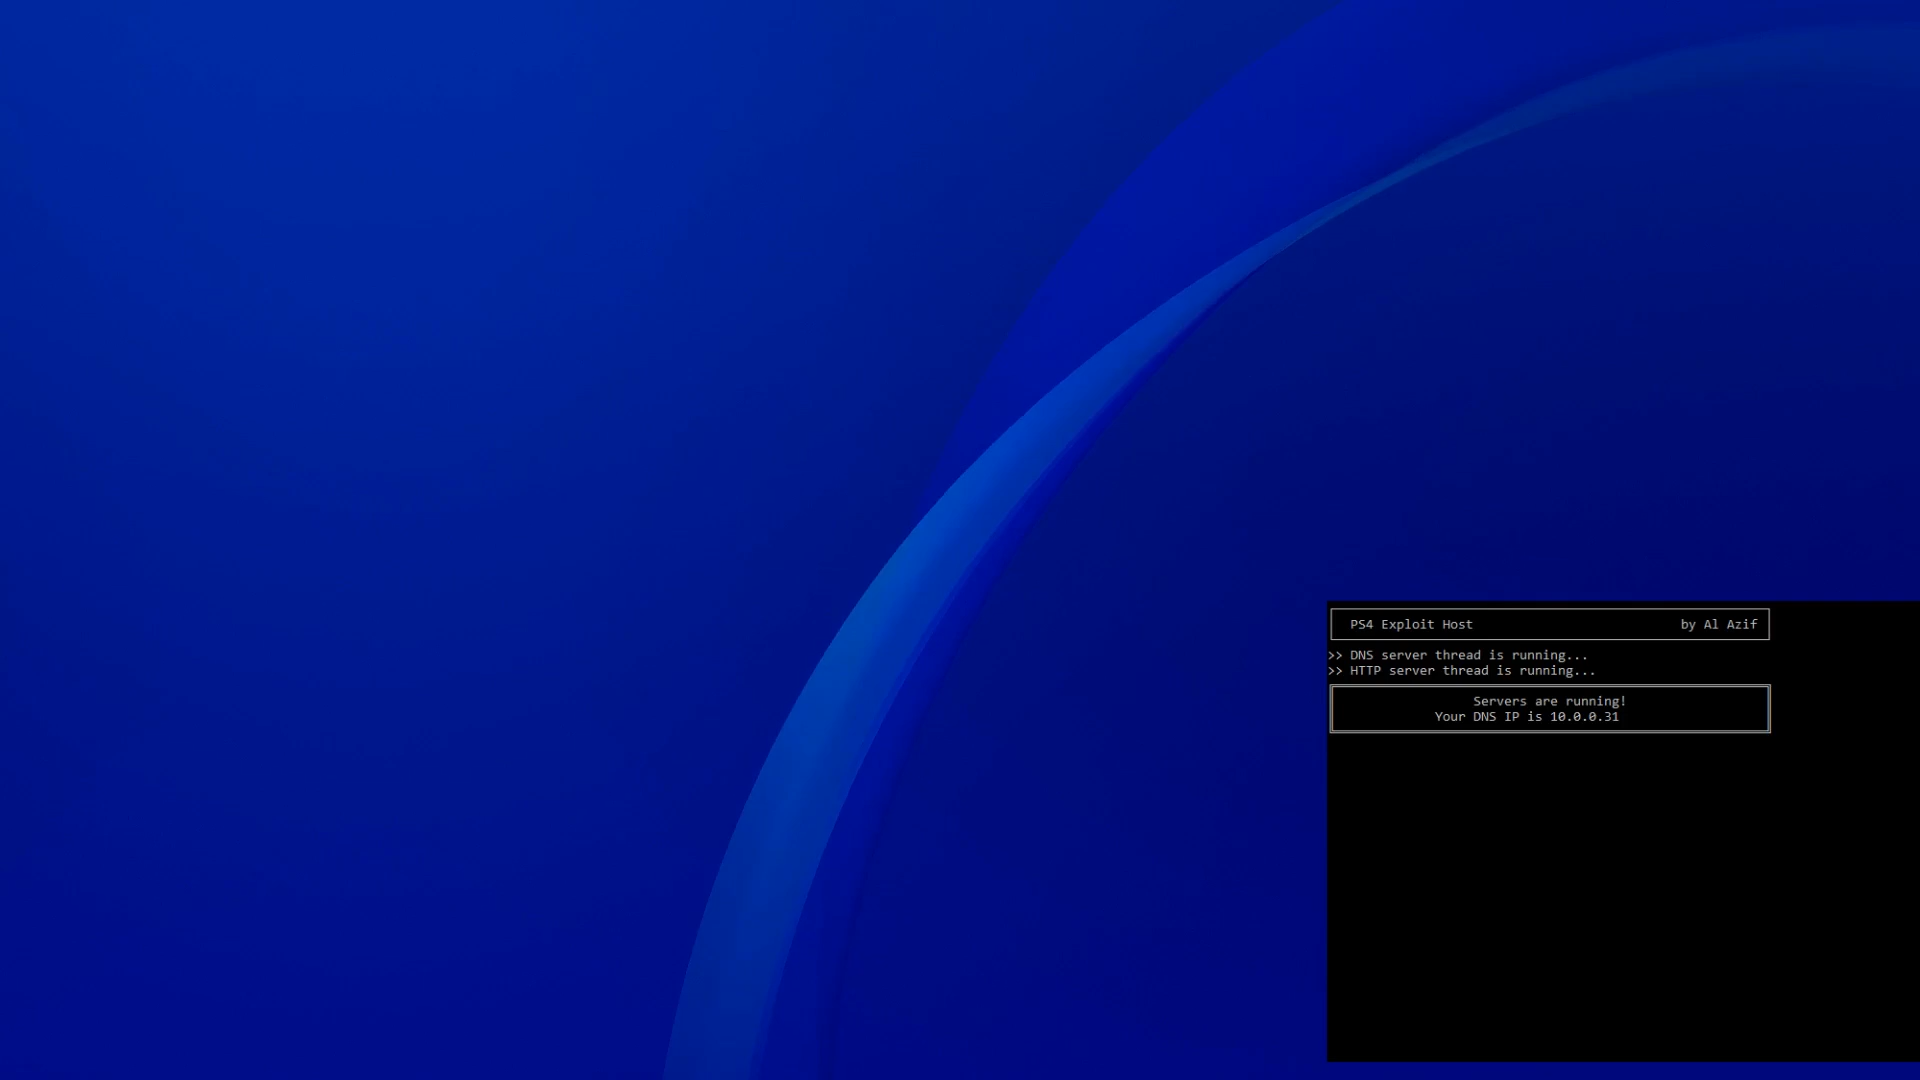 PS4 Exploit Host by Al Azif
>> DNS server thread is running...
>> HTTP server thread is running...
Servers are running!
Your DNS IP is 10.0.0.31